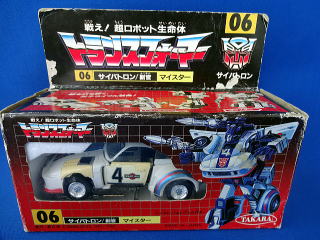 戦え！超ロボット生命体
06
トランスフォーマー
06 サイバトロン/副官 マイスター
サイバトロン
戦え！超ロボット生命体
トランスフォーマー
4
4
06 サイバトロン/副官 マイスター
TAKARA